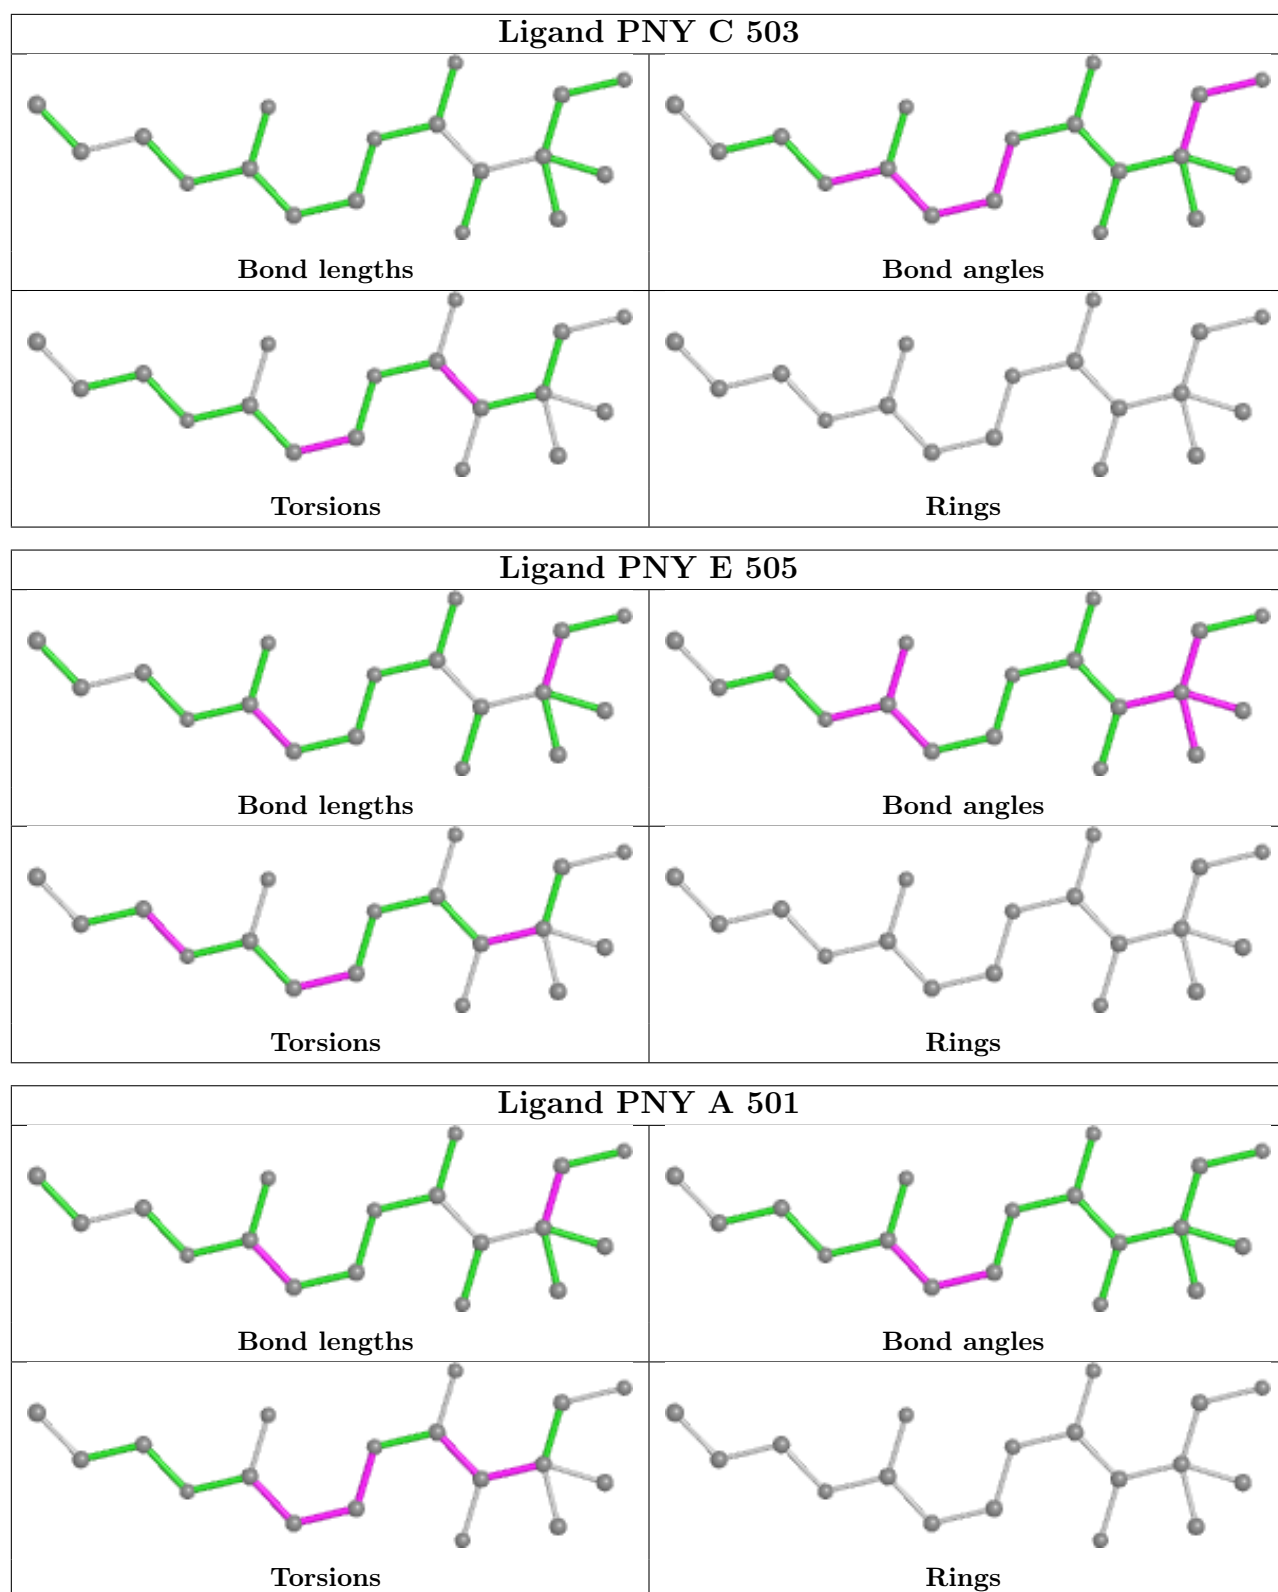 Ligand PNY C 503
Bond lengths
Bond angles
Torsions
Rings
Ligand PNY E 505
Bond lengths
Bond angles
Torsions
Rings
Ligand PNY A 501
Bond lengths
Bond angles
Torsions
Rings